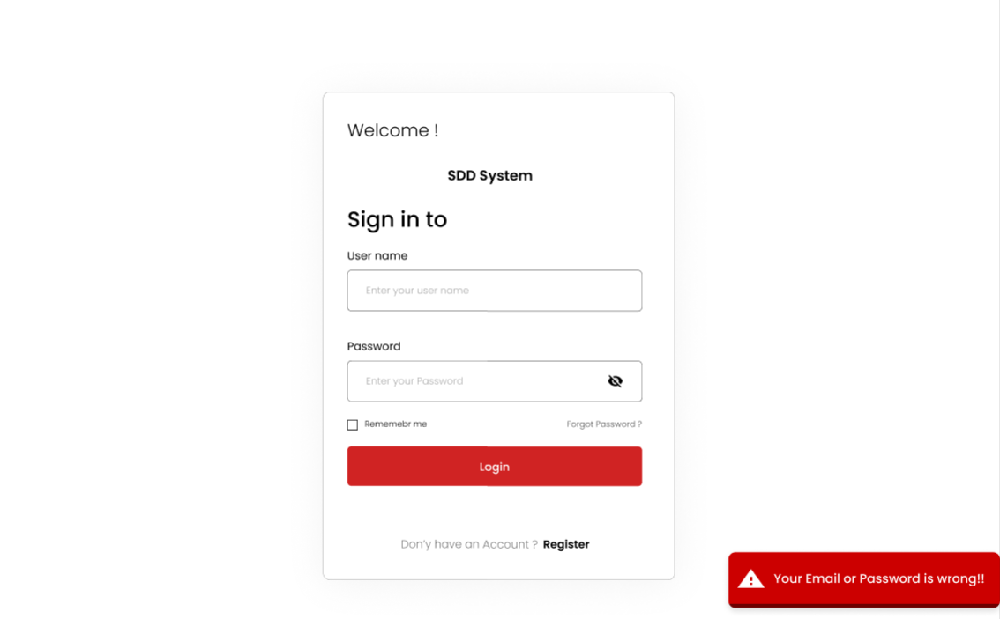 Welcome !
SDD System
Sign in to
User name
Enter your user name
Password
Enter your Password
Rememebr me
Forgot Password ?
Login
Don'y have an Account ? Register
Your Email or Password is wrong!!